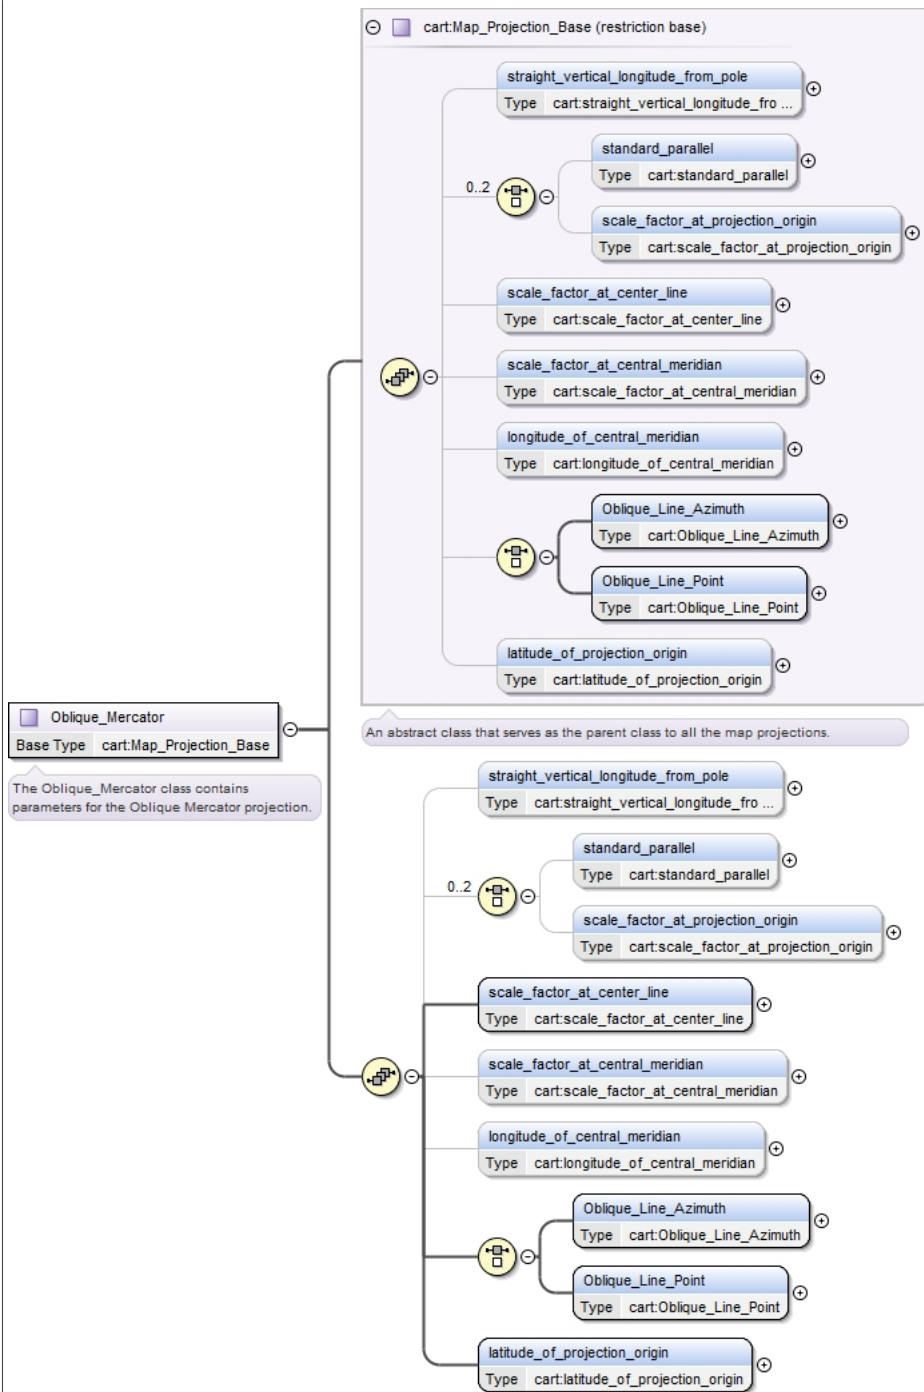 cart:Map_Projection_Base (restriction base)
straight_vertical_longitude_from_pole
Type cart:straight_vertical_longitude_fro ...
standard_parallel
0..2
Type cart:standard_parallel
scale_factor_at_projection_origin
Type cart:scale_factor_at_projection_origin
scale_factor_at_center_line
Type cart:scale_factor_at_center_line
scale_factor_at_central_meridian
Type cart:scale_factor_at_central_meridian
longitude_of_central_meridian
Type cart:longitude_of_central_meridian
Oblique_Line_Azimuth
Type cart:Oblique_Line_Azimuth
Oblique_Line_Point
Type cart:Oblique_Line_Point
latitude_of_projection_origin
Type cart:latitude_of_projection_origin
Oblique_Mercator
Base Type cart:Map_Projection_Base
An abstract class that serves as the parent class to all the map projections.
The Oblique_Mercator class contains
parameters for the Oblique Mercator projection.
straight_vertical_longitude_from_pole
Type cart:straight_vertical_longitude_fro ...
standard_parallel
0..2
Type cart:standard_parallel
scale_factor_at_projection_origin
Type cart:scale_factor_at_projection_origin
scale_factor_at_center_line
Type cart:scale_factor_at_center_line
scale_factor_at_central_meridian
Type cart:scale_factor_at_central_meridian
longitude_of_central_meridian
Type cart:longitude_of_central_meridian
Oblique_Line_Azimuth
Type cart:Oblique_Line_Azimuth
Oblique_Line_Point
Type cart:Oblique_Line_Point
latitude_of_projection_origin
Type cart:latitude_of_projection_origin